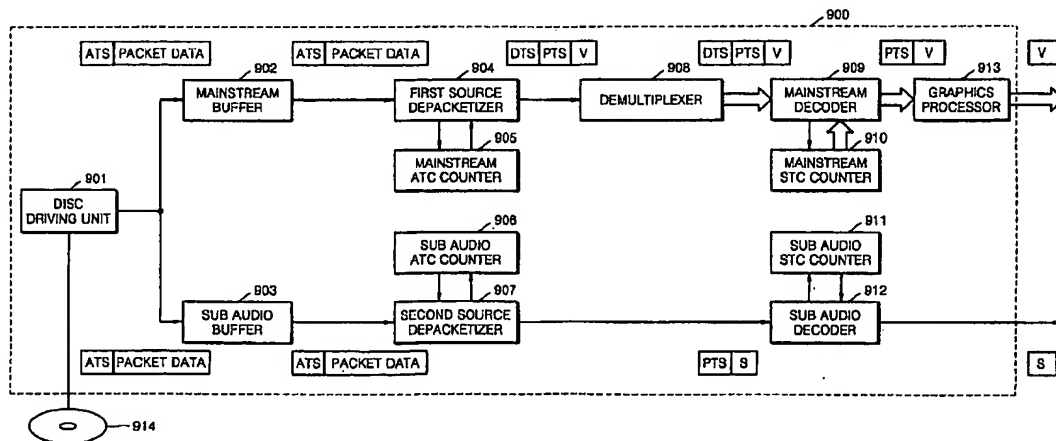 900
ATS PACKET DATA
ATS PACKET DATA
DTS PTS V
DTS PTS V
PTS V
V
902
904
908
909
913
MAINSTREAM BUFFER
FIRST SOURCE DEPACKETIZER
DEMULTIPLEXER
MAINSTREAM DECODER
GRAPHICS PROCESSOR
905
910
MAINSTREAM ATC COUNTER
MAINSTREAM STC COUNTER
901
DISC DRIVING UNIT
906
911
SUB AUDIO ATC COUNTER
SUB AUDIO STC COUNTER
903
907
912
SUB AUDIO BUFFER
SECOND SOURCE DEPACKETIZER
SUB AUDIO DECODER
ATS PACKET DATA
ATS PACKET DATA
PTS S
S
914